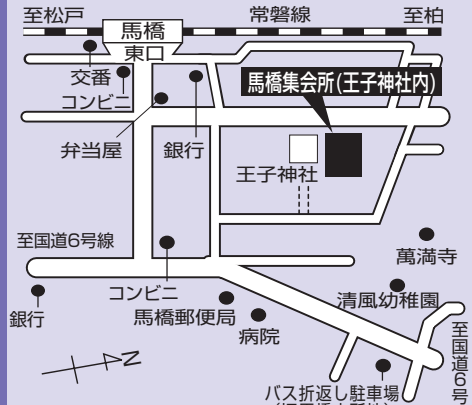 至松戸
常磐線
至柏
馬橋
東口
交番
コンビニ
馬橋集会所(王子神社内)
弁当屋
銀行
王子神社
至国道6号線
萬満寺
コンビニ
清風幼稚園
銀行
馬橋郵便局
病院
至国道6号
N
バス折返し駐車場